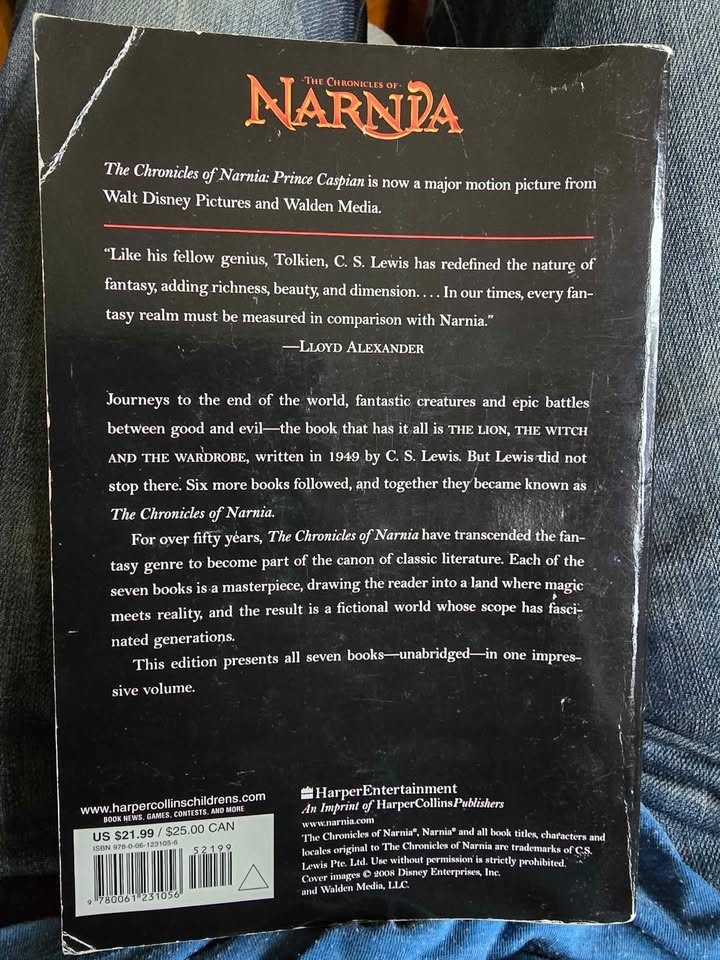 THE CHRONICLES OF
NARNIA
The Chronicles of Narnia: Prince Caspian is now a major motion picture from
Walt Disney Pictures and Walden Media.
“Like his fellow genius, Tolkien, C. S. Lewis has redefined the nature of
fantasy, adding richness, beauty, and dimension. . . . In our times, every fan-
tasy realm must be measured in comparison with Narnia.”
—LLOYD ALEXANDER
Journeys to the end of the world, fantastic creatures and epic battles
between good and evil—the book that has it all is THE LION, THE WITCH
AND THE WARDROBE, written in 1949 by C. S. Lewis. But Lewis did not
stop there. Six more books followed, and together they became known as
The Chronicles of Narnia.
For over fifty years, The Chronicles of Narnia have transcended the fan-
tasy genre to become part of the canon of classic literature. Each of the
seven books is a masterpiece, drawing the reader into a land where magic
meets reality, and the result is a fictional world whose scope has fasci-
nated generations.
This edition presents all seven books—unabridged—in one impres-
sive volume.
www.harpercollinschildrens.com
BOOK NEWS, GAMES, CONTESTS, AND MORE
US $21.99 / $25.00 CAN
ISBN 978-0-06-123105-6
52199
9 780061 231056
HarperEntertainment
An Imprint of HarperCollinsPublishers
www.narnia.com
The Chronicles of Narnia®, Narnia® and all book titles, characters and
locales original to The Chronicles of Narnia are trademarks of C.S.
Lewis Pte. Ltd. Use without permission is strictly prohibited.
Cover images © 2008 Disney Enterprises, Inc.
and Walden Media, LLC.